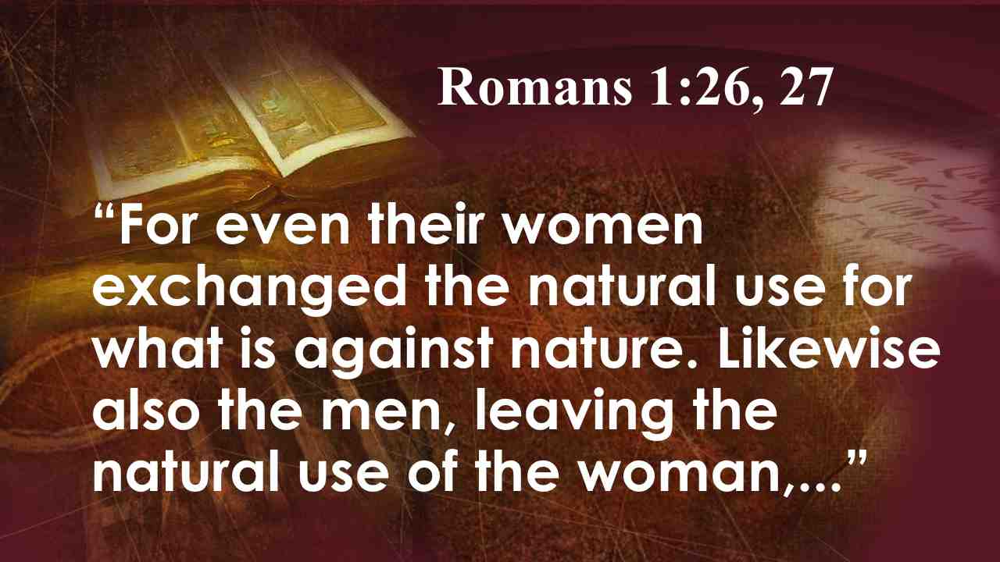 Romans 1:26, 27
“For even their women
exchanged the natural use for
what is against nature. Likewise
also the men, leaving the
natural use of the woman,...”